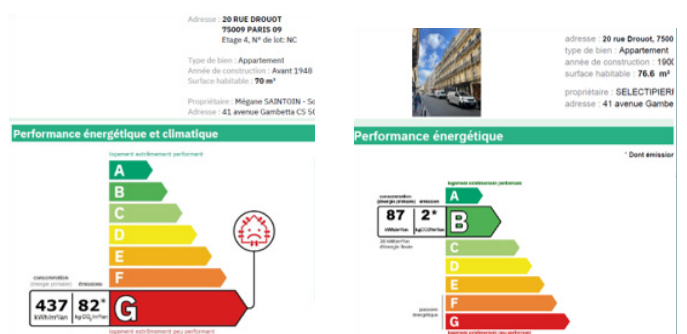 Adresse : 20 RUE DROUOT
75009 PARIS 09
Etage 4, N° de lot: NC
Type de bien : Appartement
Année de construction : Avant 1948
Surface habitable : 70 m²
Propriétaire : Mégane SAINTOIN - So
Adresse : 41 avenue Gambetta CS 50
Performance énergétique et climatique
logement extrêmement performant
A
B
C
D
E
F
consommation
(énergie primaire)
émissions
437
kWh/m²/an
82*
kg CO₂/m²/an
G
logement extrêmement peu performant
adresse : 20 rue Drouot, 7500
type de bien : Appartement
année de construction : 1900
surface habitable : 76.6 m²
propriétaire : SELECTIPIERR
adresse : 41 avenue Gambe
Performance énergétique
* Dont émission
logement extrêmement performant
A
consommation
(énergie primaire)
émissions
87
kWh/m²/an
2*
kgCO2/m²/an
B
d'énergie finale
C
D
E
passoire
énergétique
F
G
logement extrêmement peu performant